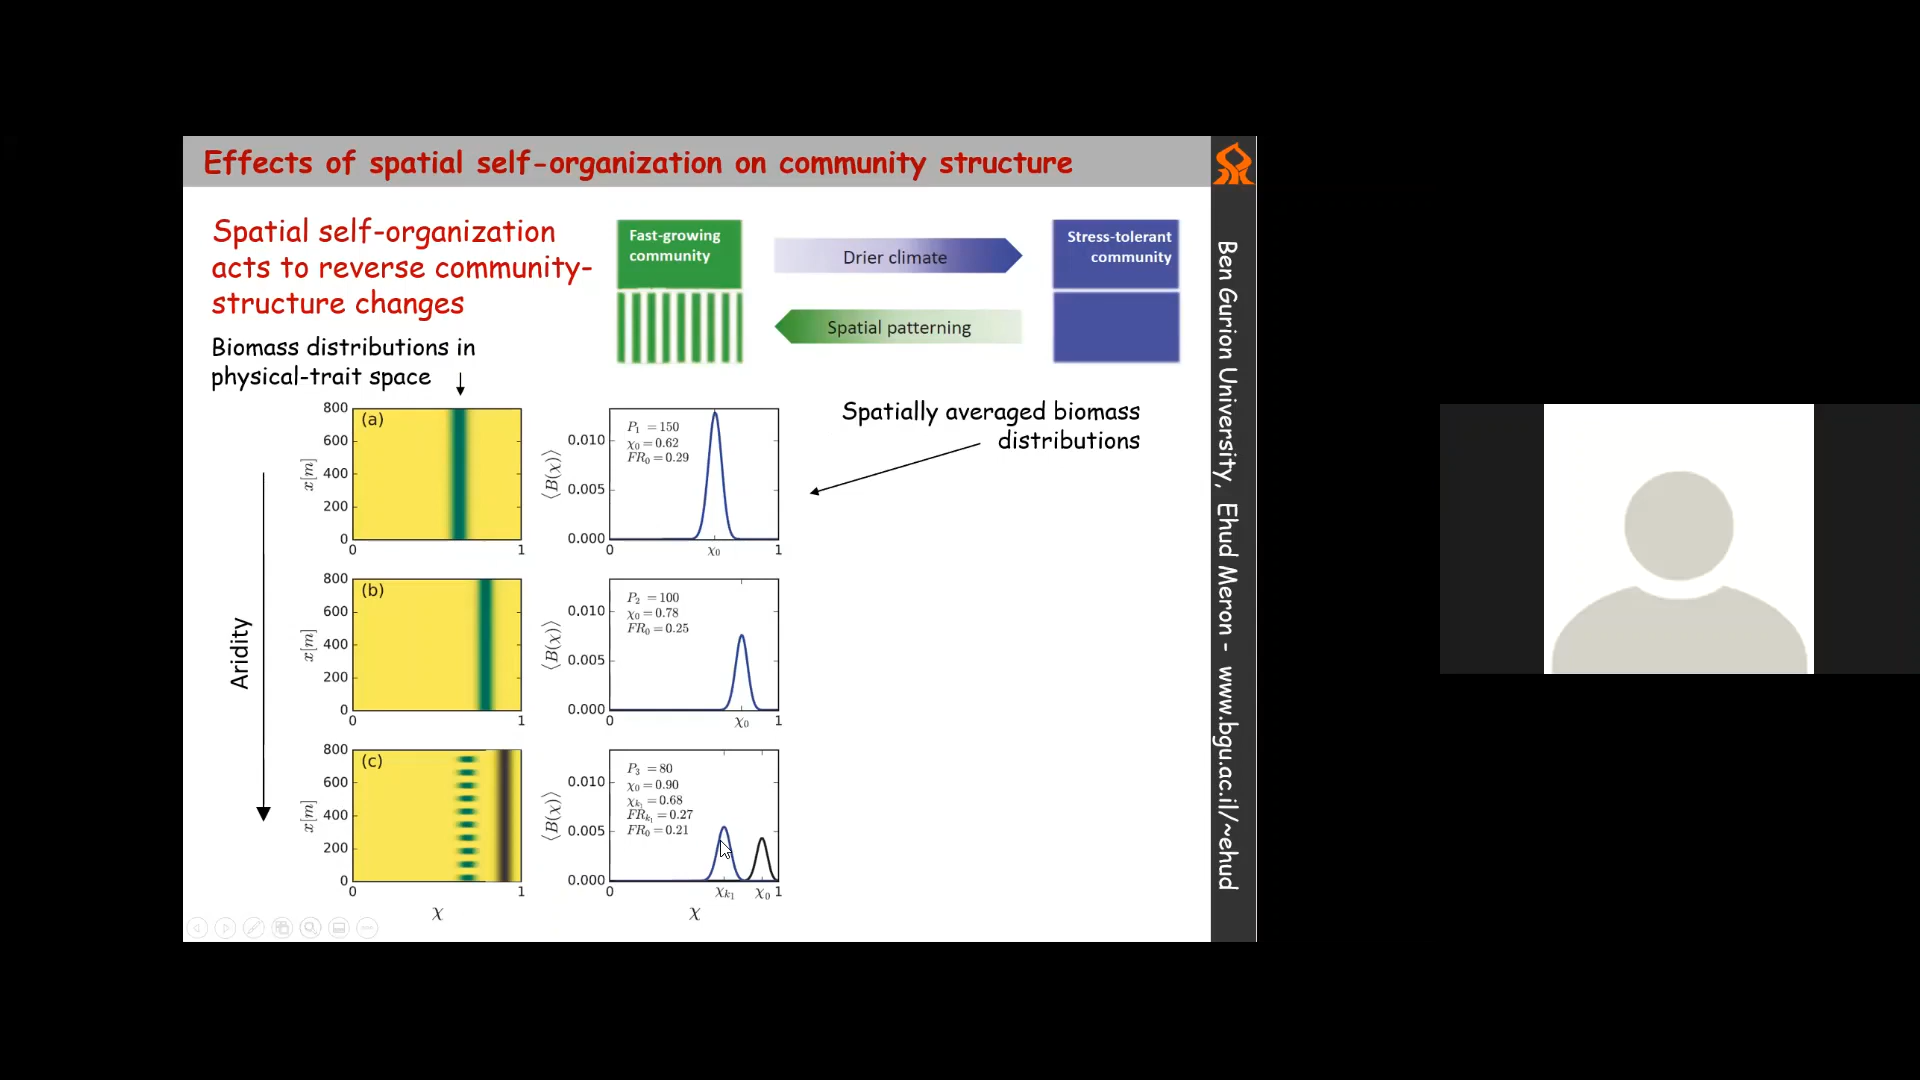 Effects of spatial self-organization on community structure
Spatial self-organization
acts to reverse community-
structure changes
Fast-growing
community
Drier climate
Stress-tolerant
community
Spatial patterning
Biomass distributions in
physical-trait space
Spatially averaged biomass
distributions
Aridity
800
600
400
200
0
x[m]
(a)
0
1
0.010
0.005
0.000
⟨B(χ)⟩
P₁ = 150
χ₀ = 0.62
FR₀ = 0.29
0
χ₀
1
800
600
400
200
0
x[m]
(b)
0
1
0.010
0.005
0.000
⟨B(χ)⟩
P₂ = 100
χ₀ = 0.78
FR₀ = 0.25
0
χ₀
1
800
600
400
200
0
x[m]
(c)
0
1
χ
0.010
0.005
0.000
⟨B(χ)⟩
P₃ = 80
χ₀ = 0.90
χₖ₁ = 0.68
FRₖ₁ = 0.27
FR₀ = 0.21
0
χₖ₁
χ₀
1
χ
Ben Gurion University, Ehud Meron - www.bgu.ac.il/~ehud